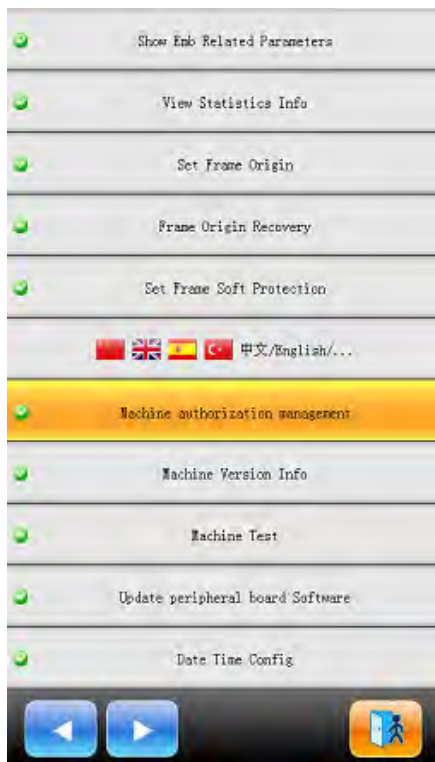 Show Emb Related Parameters
View Statistics Info
Set Frame Origin
Frame Origin Recovery
Set Frame Soft Protection
中文/English/...
Machine authorization management
Machine Version Info
Machine Test
Update peripheral board Software
Date Time Config